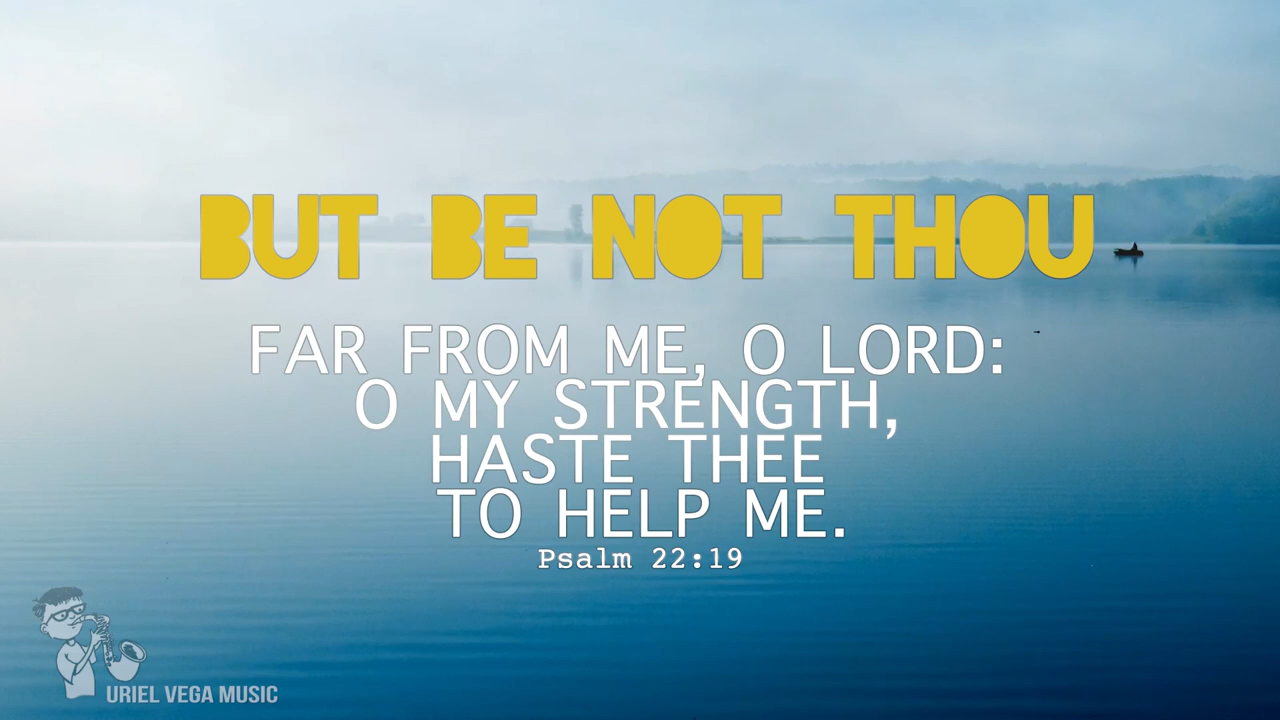 BUT BE NOT THOU
FAR FROM ME, O LORD:
O MY STRENGTH,
HASTE THEE
TO HELP ME.
Psalm 22:19
URIEL VEGA MUSIC